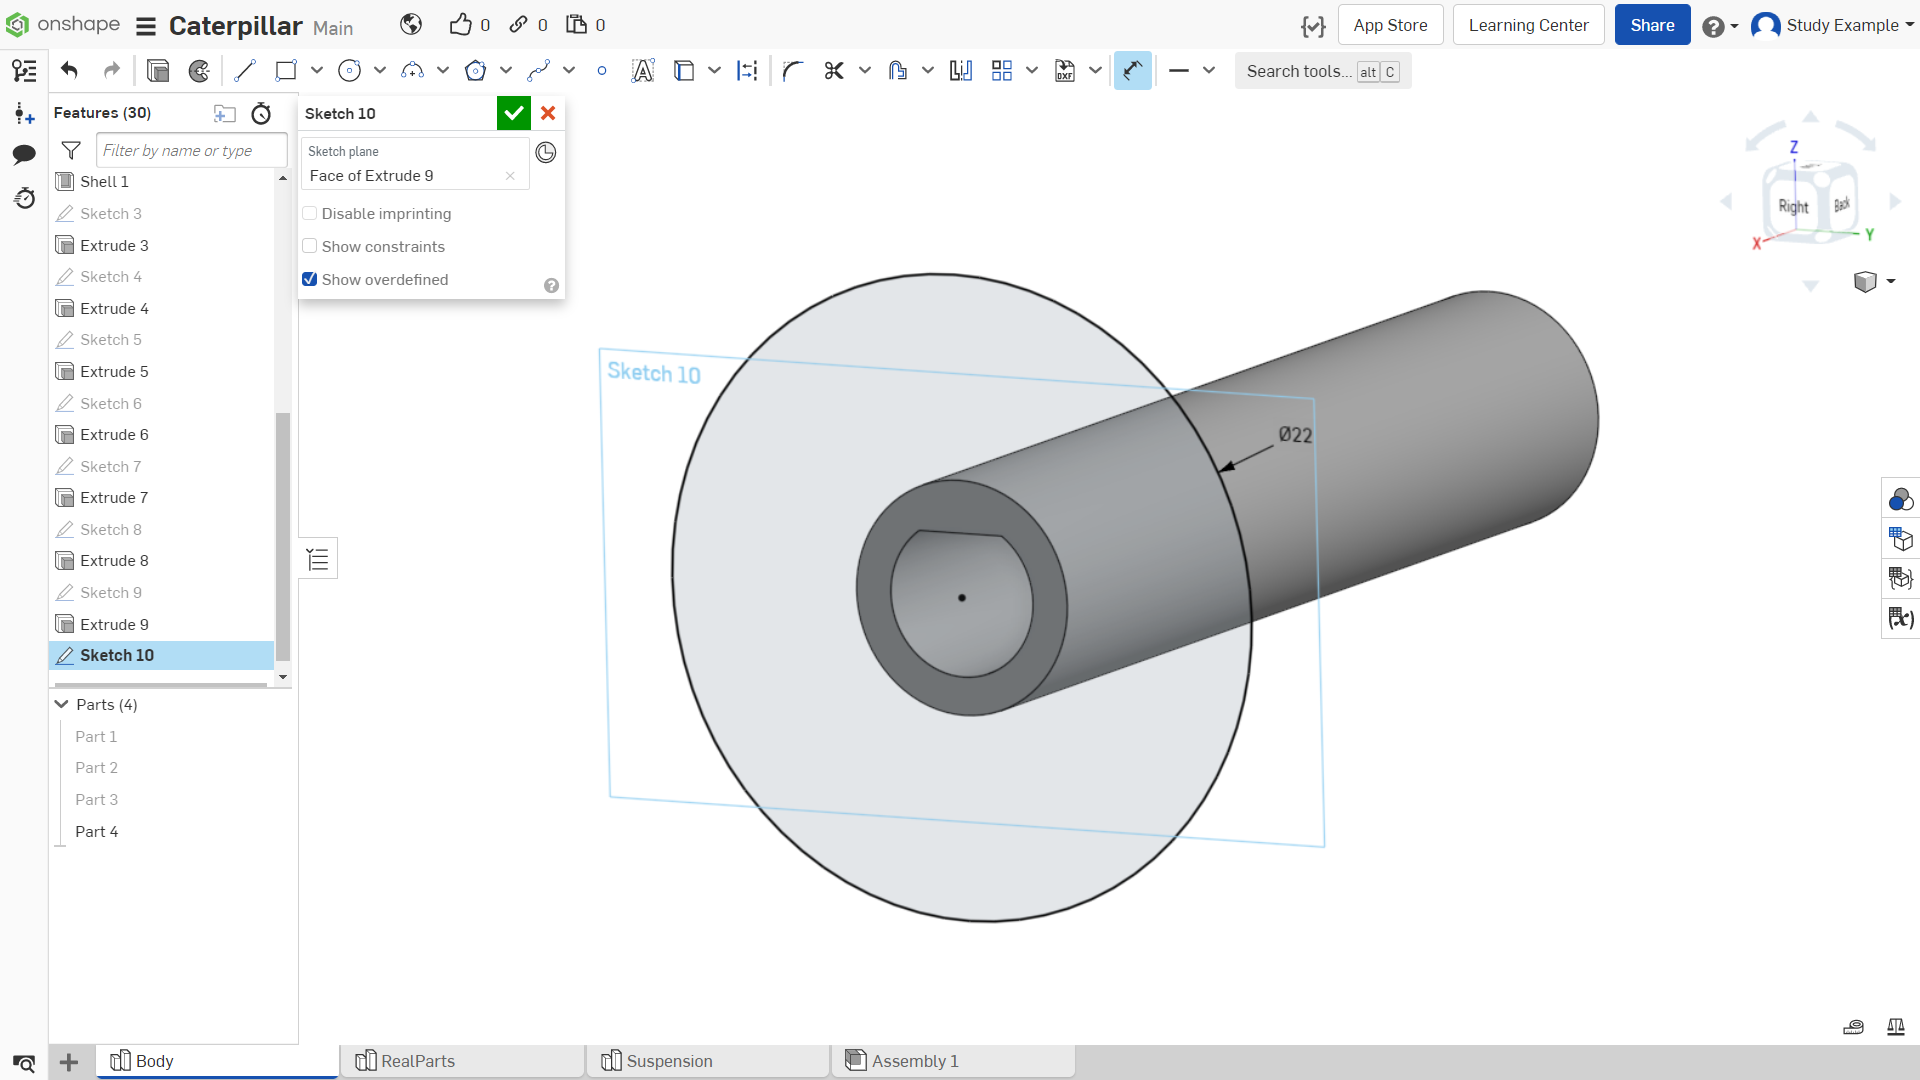 onshape
Caterpillar Main
0
0
0
App Store
Learning Center
Share
Study Example
Search tools... alt C
Features (30)
Filter by name or type
Shell 1
Sketch 3
Extrude 3
Sketch 4
Extrude 4
Sketch 5
Extrude 5
Sketch 6
Extrude 6
Sketch 7
Extrude 7
Sketch 8
Extrude 8
Sketch 9
Extrude 9
Sketch 10
Parts (4)
Part 1
Part 2
Part 3
Part 4
Sketch 10
Sketch plane
Face of Extrude 9
Disable imprinting
Show constraints
Show overdefined
Sketch 10
Ø22
Z
Right
Back
X
Y
DXF
Body
RealParts
Suspension
Assembly 1